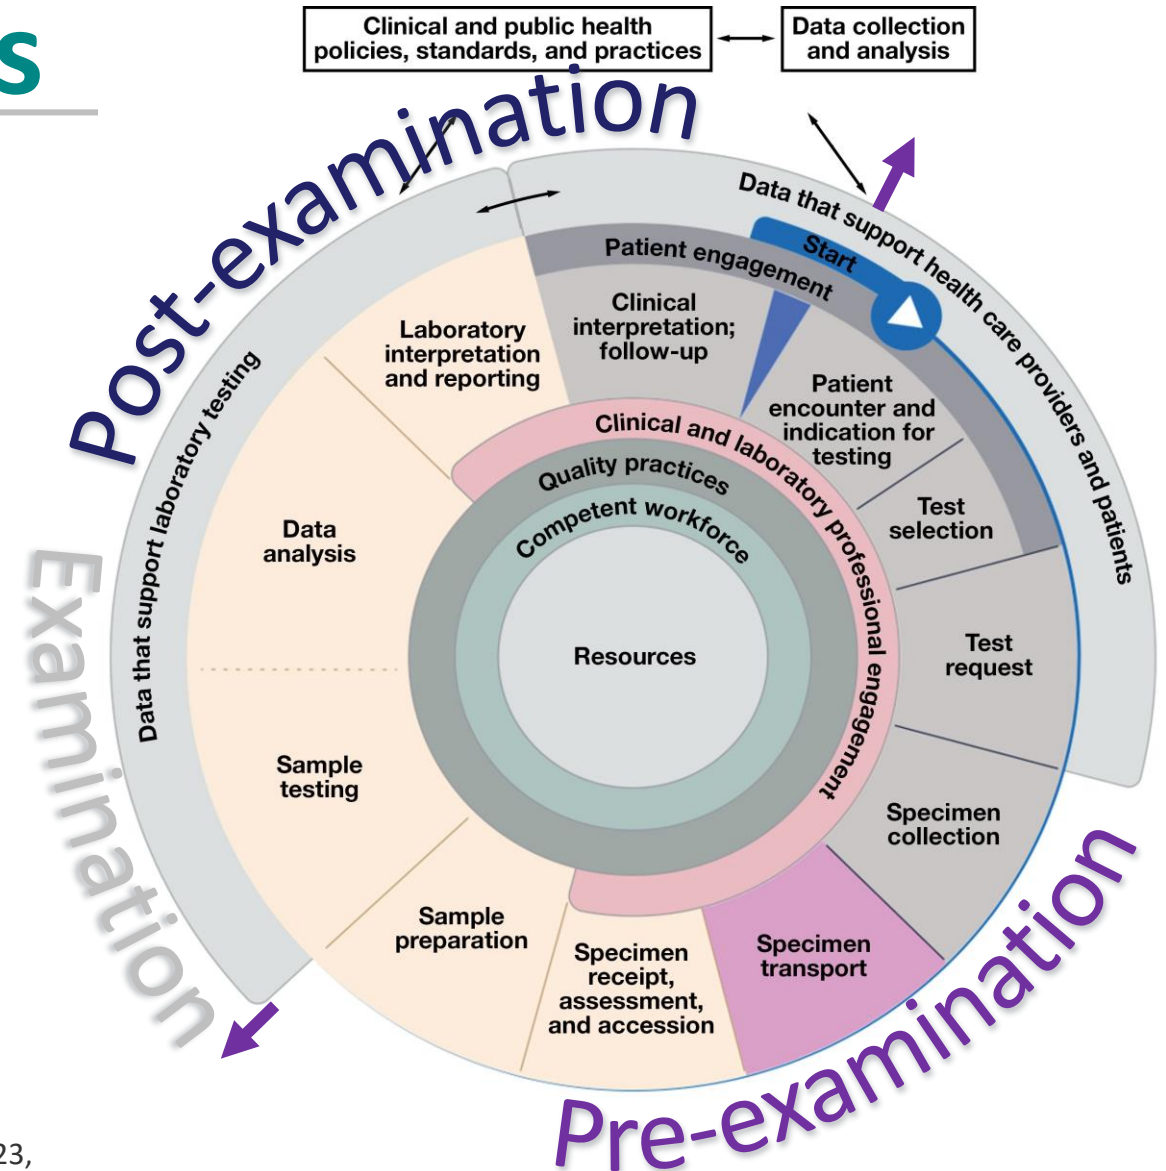 s
Clinical and public health
policies, standards, and practices
Data collection
and analysis
Post-examination
Data that support health care providers and patients
Start
Patient engagement
Clinical
interpretation;
follow-up
Patient
encounter and
indication for
testing
Test
selection
Test
request
Specimen
collection
Specimen
transport
Specimen
receipt,
assessment,
and accession
Sample
preparation
Sample
testing
Data
analysis
Laboratory
interpretation
and reporting
Data that support laboratory testing
Clinical and laboratory professional engagement
Quality practices
Competent workforce
Resources
Examination
Pre-examination
23,